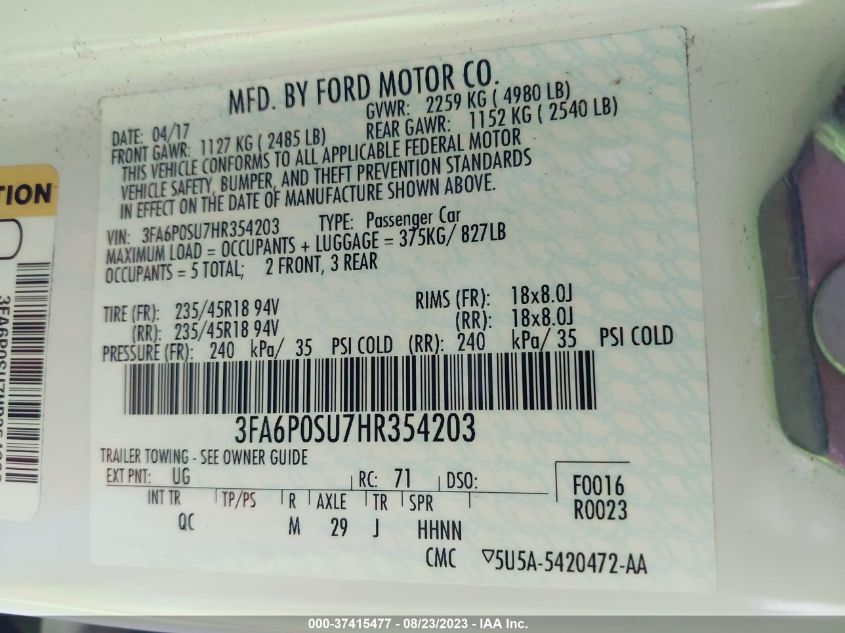 MFD. BY FORD MOTOR CO.
DATE: 04/17 GVWR: 2259 KG ( 4980 LB)
FRONT GAWR: 1127 KG ( 2485 LB) REAR GAWR: 1152 KG ( 2540 LB)
THIS VEHICLE CONFORMS TO ALL APPLICABLE FEDERAL MOTOR
VEHICLE SAFETY, BUMPER, AND THEFT PREVENTION STANDARDS
IN EFFECT ON THE DATE OF MANUFACTURE SHOWN ABOVE.
VIN: 3FA6P0SU7HR354203 TYPE: Passenger Car
MAXIMUM LOAD = OCCUPANTS + LUGGAGE = 375KG/ 827LB
OCCUPANTS = 5 TOTAL; 2 FRONT, 3 REAR
TIRE (FR): 235/45R18 94V RIMS (FR): 18x8.0J
(RR): 235/45R18 94V (RR): 18x8.0J
PRESSURE (FR): 240 kPa/ 35 PSI COLD (RR): 240 kPa/ 35 PSI COLD
3FA6P0SU7HR354203
TRAILER TOWING - SEE OWNER GUIDE
EXT PNT: UG RC: 71 DSO:
F0016
R0023
INT TR TP/PS R AXLE TR SPR
QC M 29 J HHNN
CMC ▽5U5A-5420472-AA
TION
000-37415477 - 08/23/2023 - IAA Inc.